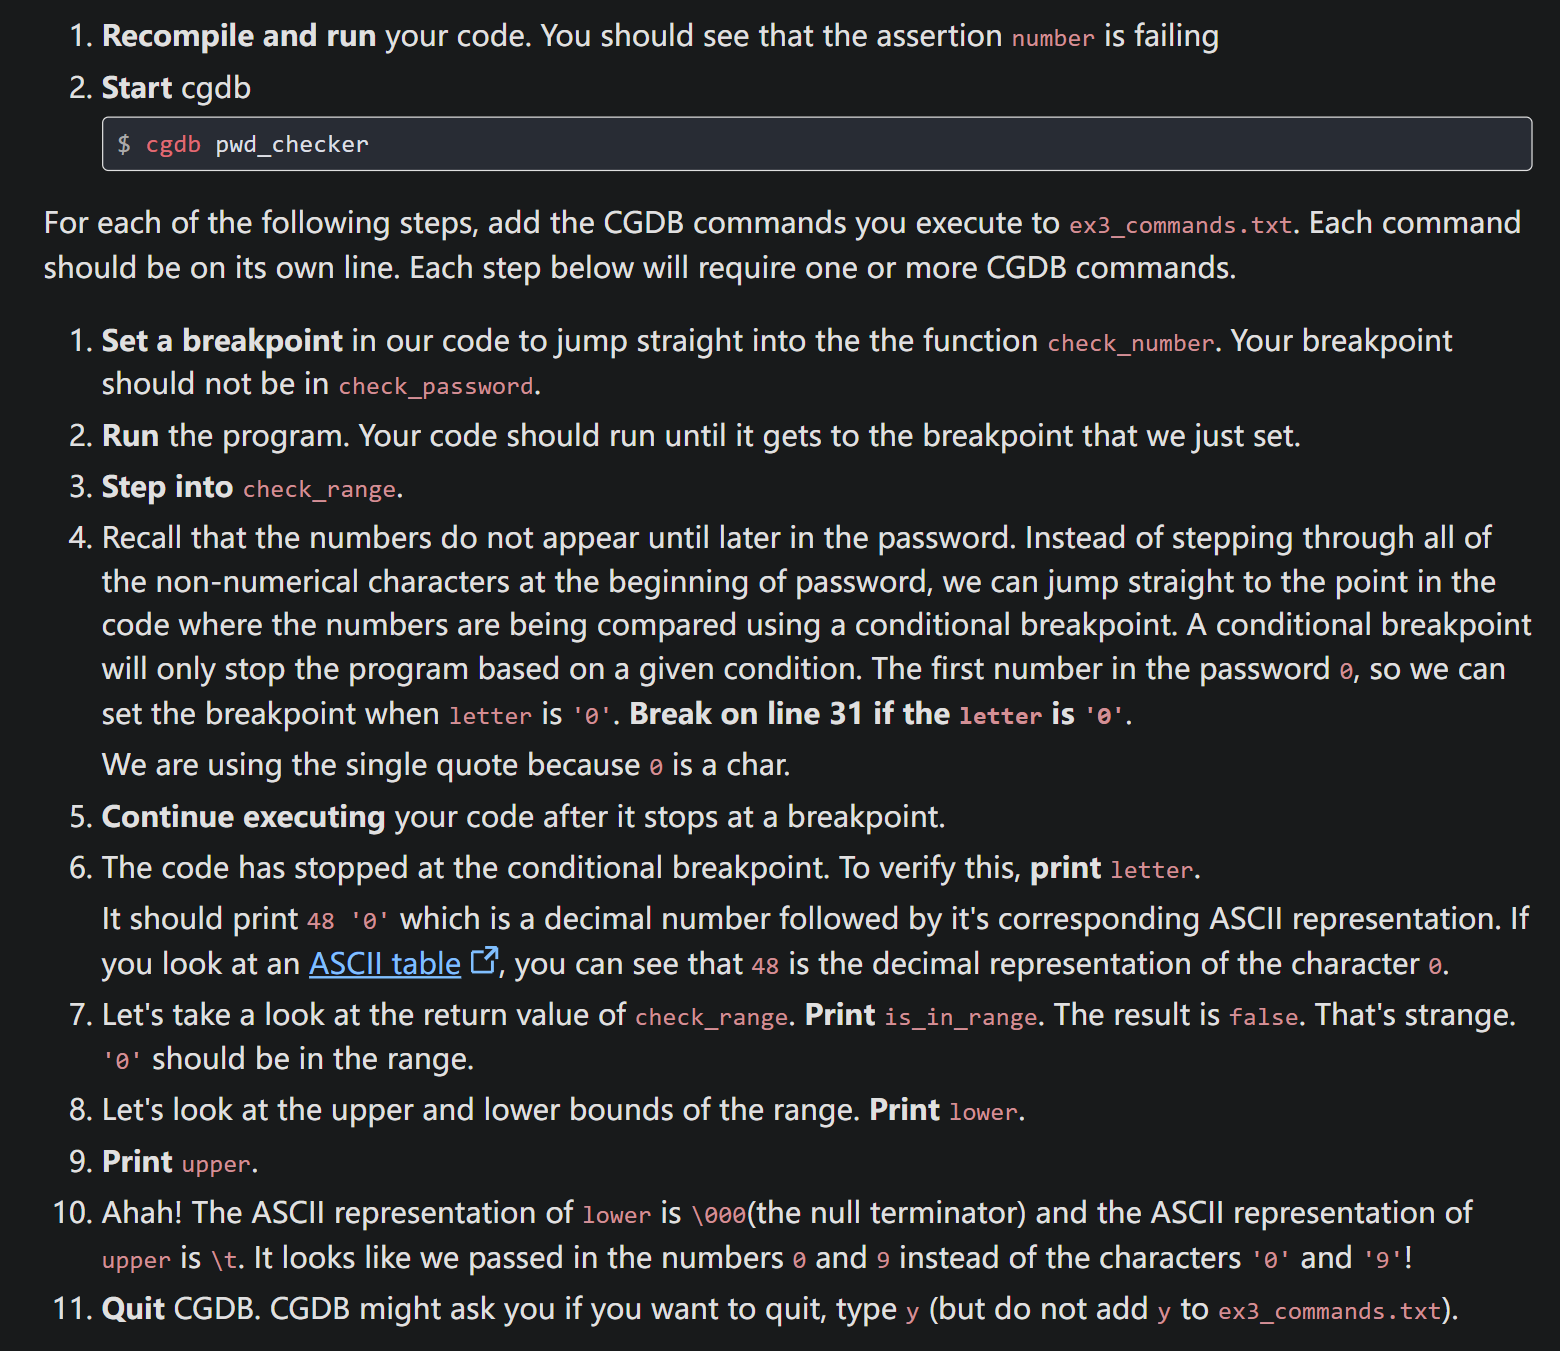 1. Recompile and run your code. You should see that the assertion number is failing
2. Start cgdb
$ cgdb pwd_checker
For each of the following steps, add the CGDB commands you execute to ex3_commands.txt. Each command
should be on its own line. Each step below will require one or more CGDB commands.
1. Set a breakpoint in our code to jump straight into the the function check_number. Your breakpoint
should not be in check_password.
2. Run the program. Your code should run until it gets to the breakpoint that we just set.
3. Step into check_range.
4. Recall that the numbers do not appear until later in the password. Instead of stepping through all of
the non-numerical characters at the beginning of password, we can jump straight to the point in the
code where the numbers are being compared using a conditional breakpoint. A conditional breakpoint
will only stop the program based on a given condition. The first number in the password 0, so we can
set the breakpoint when letter is '0'. Break on line 31 if the letter is '0'.
We are using the single quote because 0 is a char.
5. Continue executing your code after it stops at a breakpoint.
6. The code has stopped at the conditional breakpoint. To verify this, print letter.
It should print 48 '0' which is a decimal number followed by it's corresponding ASCII representation. If
you look at an ASCII table, you can see that 48 is the decimal representation of the character 0.
7. Let's take a look at the return value of check_range. Print is_in_range. The result is false. That's strange.
'0' should be in the range.
8. Let's look at the upper and lower bounds of the range. Print lower.
9. Print upper.
10. Ahah! The ASCII representation of lower is \000(the null terminator) and the ASCII representation of
upper is \t. It looks like we passed in the numbers 0 and 9 instead of the characters '0' and '9'!
11. Quit CGDB. CGDB might ask you if you want to quit, type y (but do not add y to ex3_commands.txt).